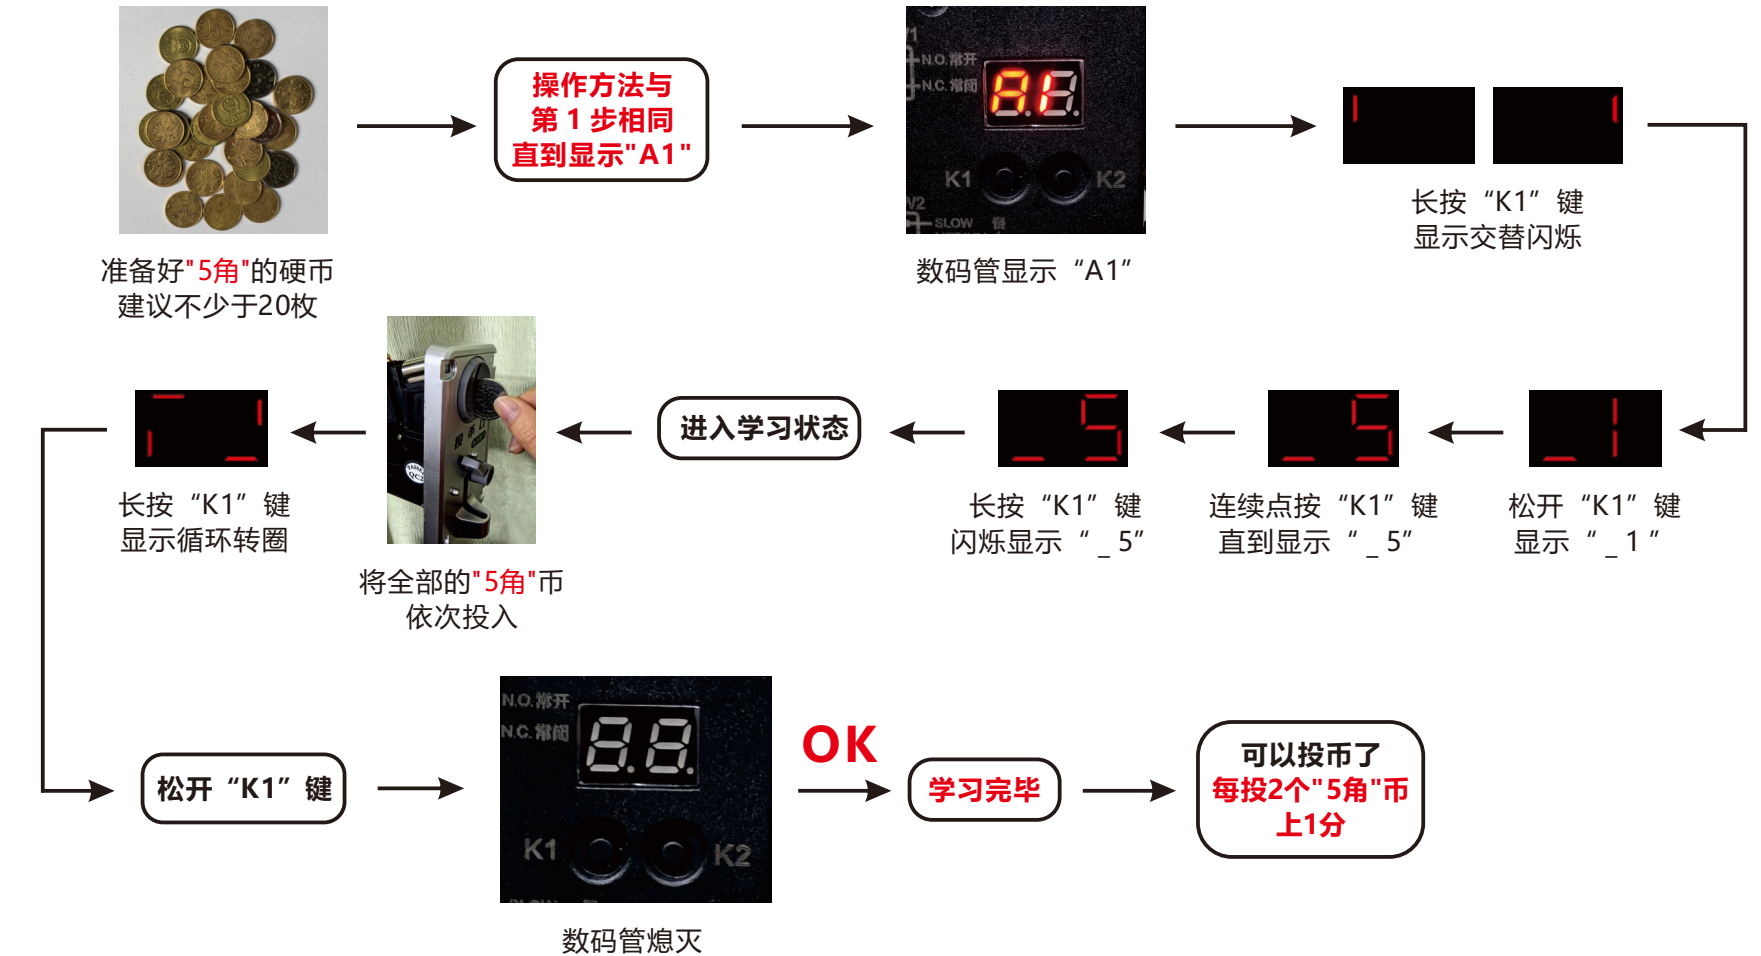 准备好"5角"的硬币
建议不少于20枚
操作方法与
第 1 步相同
直到显示"A1"
N.O.常开
N.C.常闭
A1
K1
K2
SLOW 慢
数码管显示“A1”
长按“K1”键
显示交替闪烁
松开“K1”键
显示“_1”
连续点按“K1”键
直到显示“_5”
长按“K1”键
闪烁显示“_5”
进入学习状态
投币口
将全部的"5角"币
依次投入
长按“K1”键
显示循环转圈
松开“K1”键
N.O.常开
N.C.常闭
K1
K2
数码管熄灭
OK
学习完毕
可以投币了
每投2个"5角"币
上1分